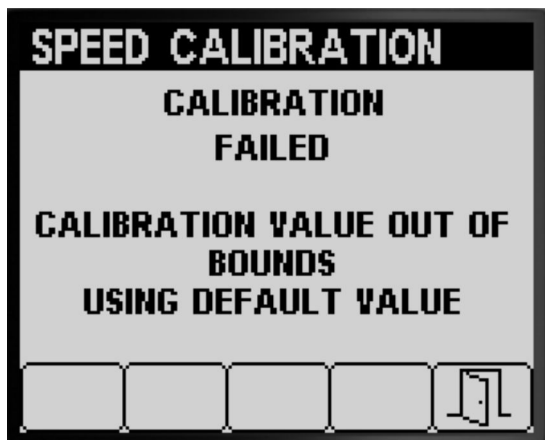 SPEED CALIBRATION
CALIBRATION
FAILED
CALIBRATION VALUE OUT OF
BOUNDS
USING DEFAULT VALUE